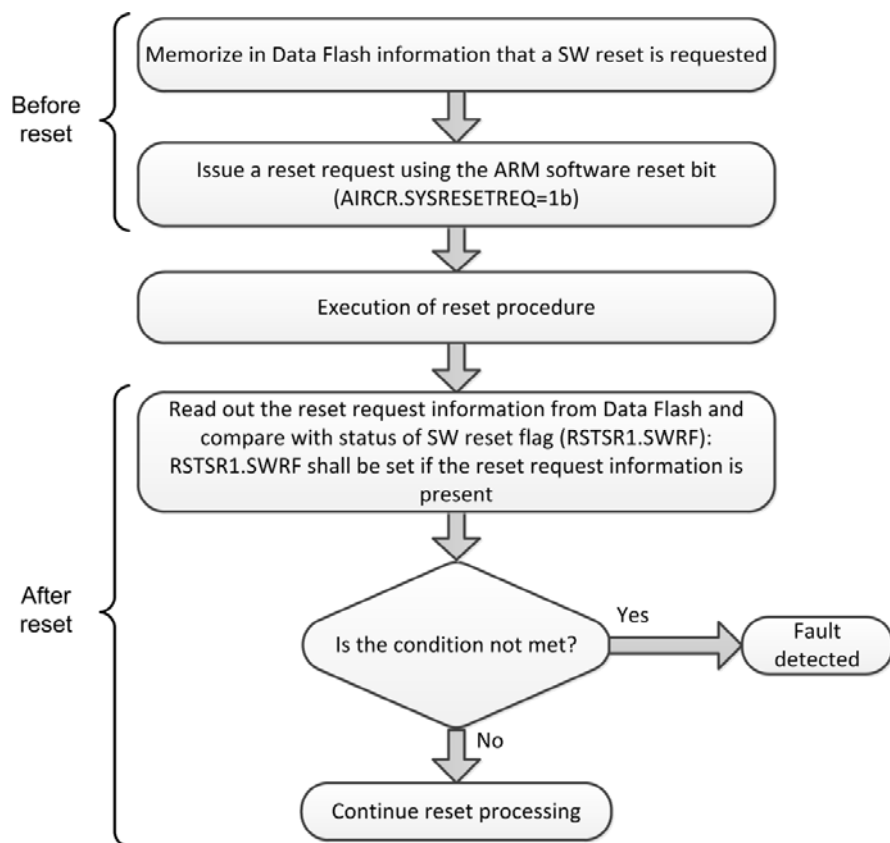 Memorize in Data Flash information that a SW reset is requested
Before
reset
Issue a reset request using the ARM software reset bit
(AIRCR.SYSRESETREQ=1b)
Execution of reset procedure
Read out the reset request information from Data Flash and
compare with status of SW reset flag (RSTSR1.SWRF):
RSTSR1.SWRF shall be set if the reset request information is
present
After
reset
Is the condition not met?
Yes
Fault
detected
No
Continue reset processing